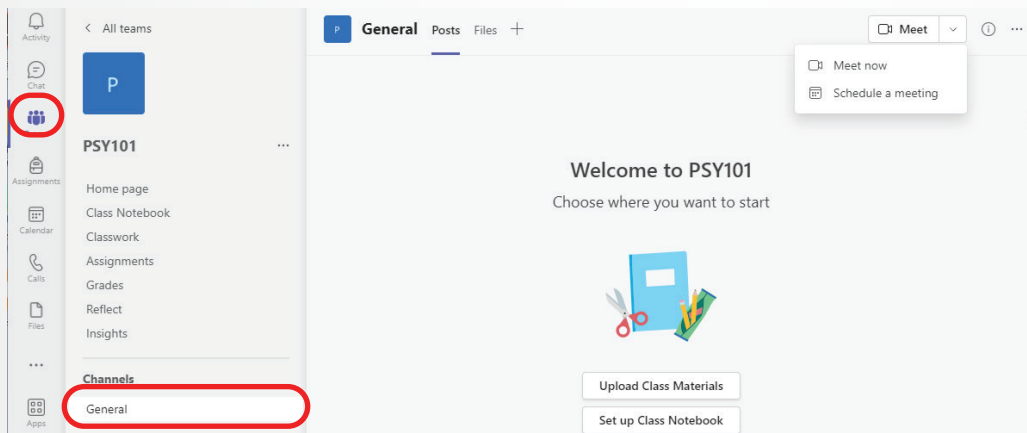 Activity
Chat
Assignments
Calendar
Calls
Files
...
Apps
< All teams
P
PSY101 ...
Home page
Class Notebook
Classwork
Assignments
Grades
Reflect
Insights
Channels
General
P General Posts Files +
Meet ...
Meet now
Schedule a meeting
Welcome to PSY101
Choose where you want to start
Upload Class Materials
Set up Class Notebook